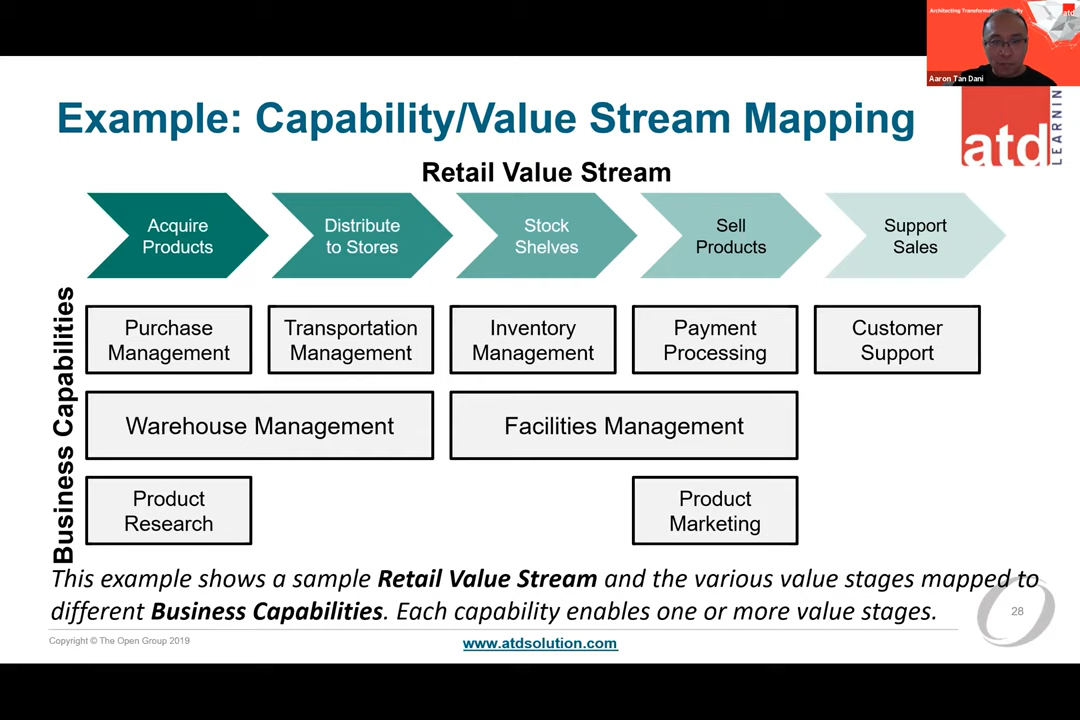 Architecting Transformation
atd
Aaron Tan Dani
Example: Capability/Value Stream Mapping
atd
LEARNIN
Retail Value Stream
Acquire
Products
Distribute
to Stores
Stock
Shelves
Sell
Products
Support
Sales
Business Capabilities
Purchase
Management
Transportation
Management
Inventory
Management
Payment
Processing
Customer
Support
Warehouse Management
Facilities Management
Product
Research
Product
Marketing
This example shows a sample Retail Value Stream and the various value stages mapped to
different Business Capabilities. Each capability enables one or more value stages.
28
Copyright © The Open Group 2019
www.atdsolution.com